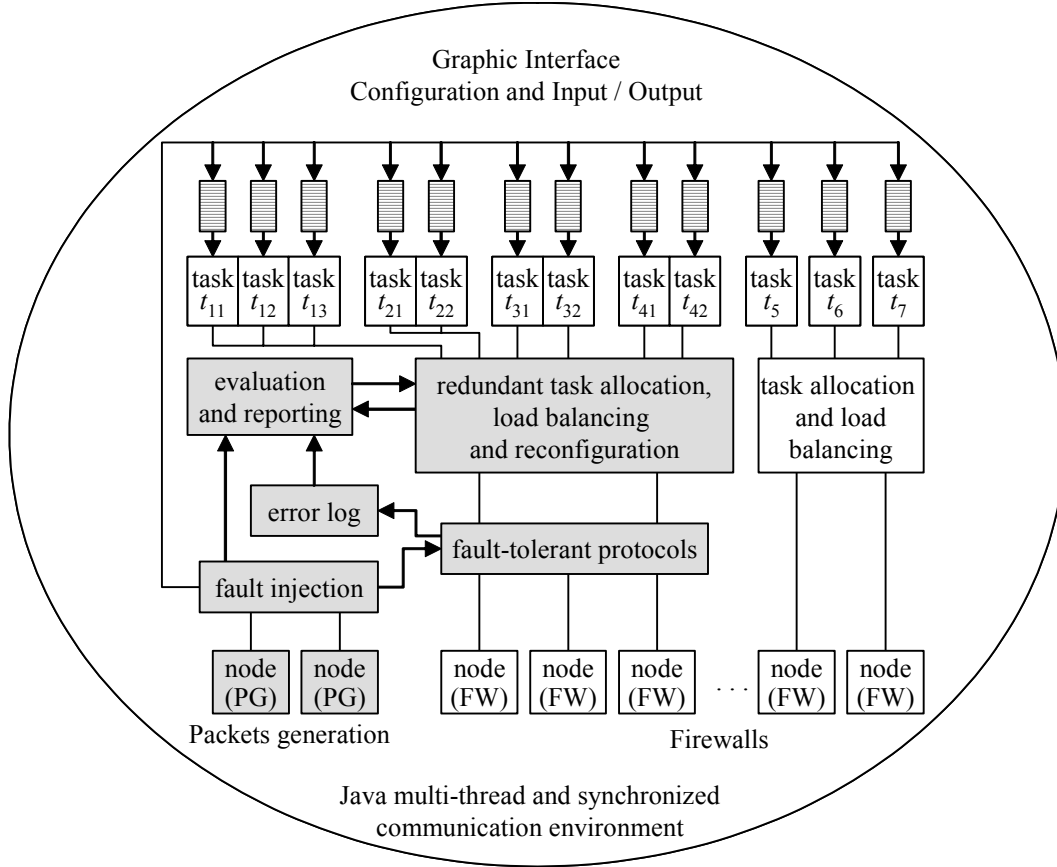 Graphic Interface
Configuration and Input / Output
task task task task task task task task task task task task
t11 t12 t13 t21 t22 t31 t32 t41 t42 t5 t6 t7
evaluation
and reporting
redundant task allocation,
load balancing
and reconfiguration
task allocation
and load
balancing
error log
fault-tolerant protocols
fault injection
node
(PG)
node
(PG)
node
(FW)
node
(FW)
node
(FW)
. . .
node
(FW)
node
(FW)
Packets generation
Firewalls
Java multi-thread and synchronized
communication environment